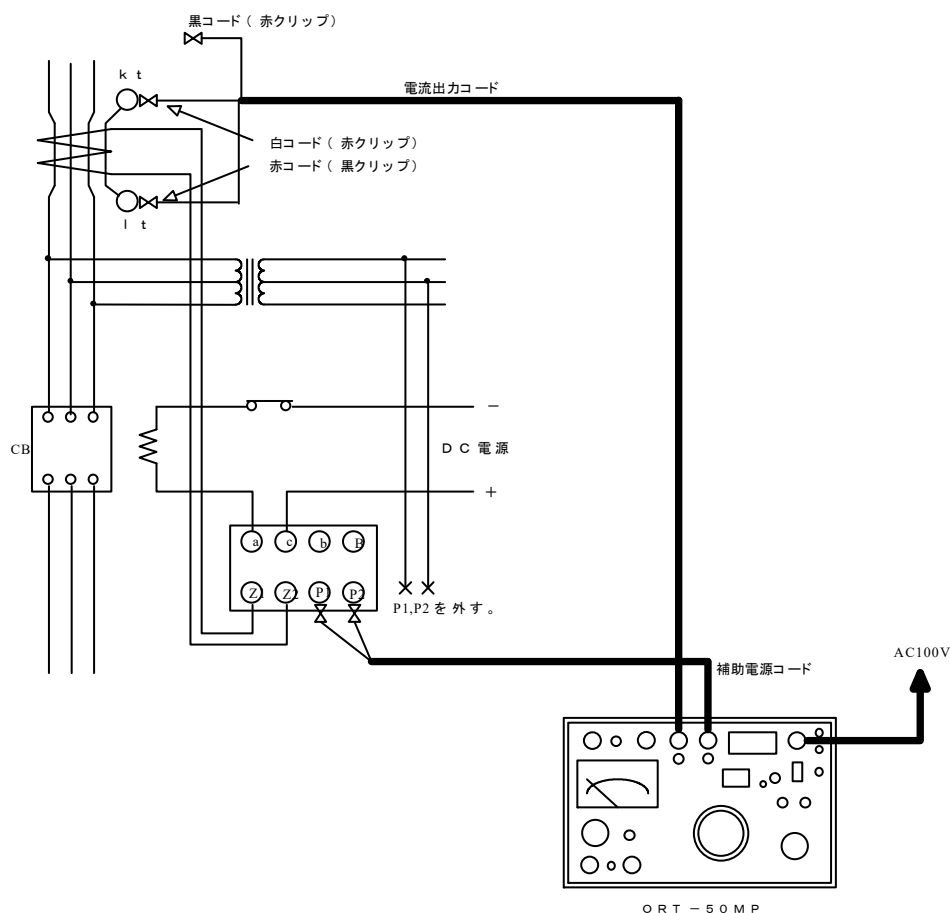 黒コード(赤クリップ)
kt
電流出力コード
白コード(赤クリップ)
赤コード(黒クリップ)
lt
-
CB
DC電源
+
a c b B
Z1 Z2 P1 P2
P1,P2を外す。
AC100V
補助電源コード
ORT-50MP